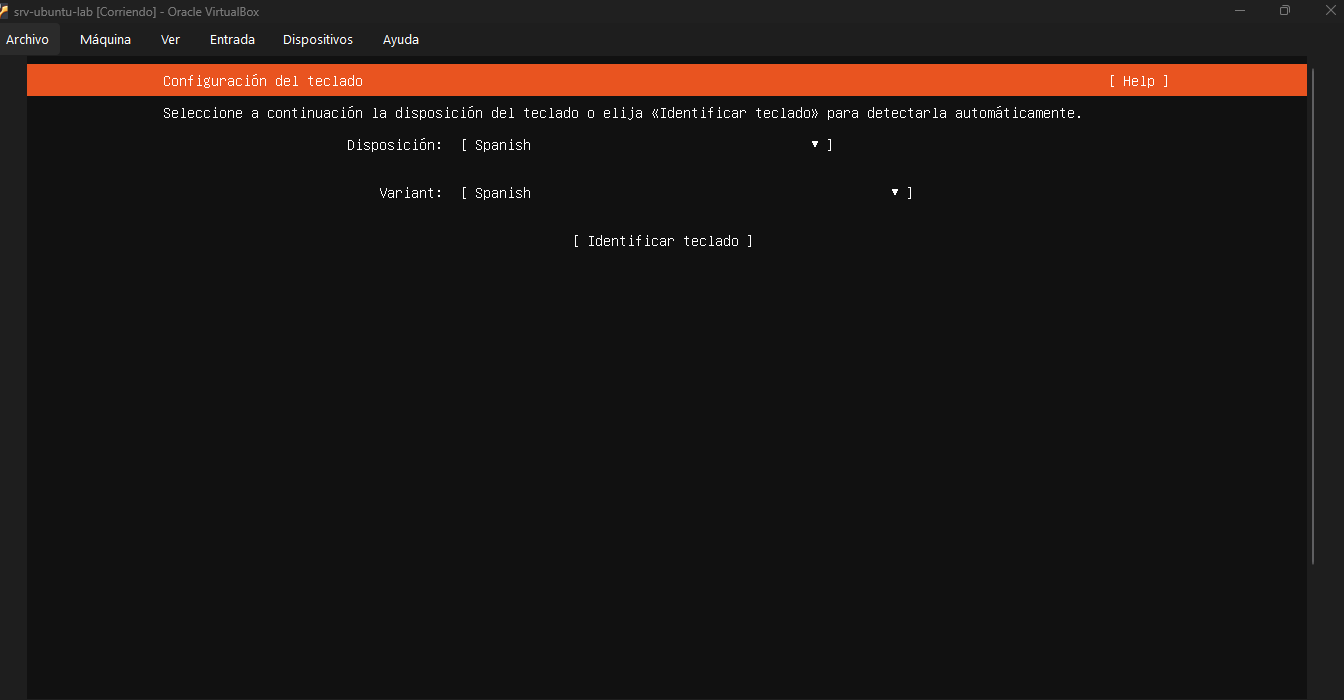 srv-ubuntu-lab [Corriendo] - Oracle VirtualBox
Archivo Máquina Ver Entrada Dispositivos Ayuda
Configuración del teclado [ Help ]
Seleccione a continuación la disposición del teclado o elija «Identificar teclado» para detectarla automáticamente.
Disposición: [ Spanish ▾ ]
Variant: [ Spanish ▾ ]
[ Identificar teclado ]